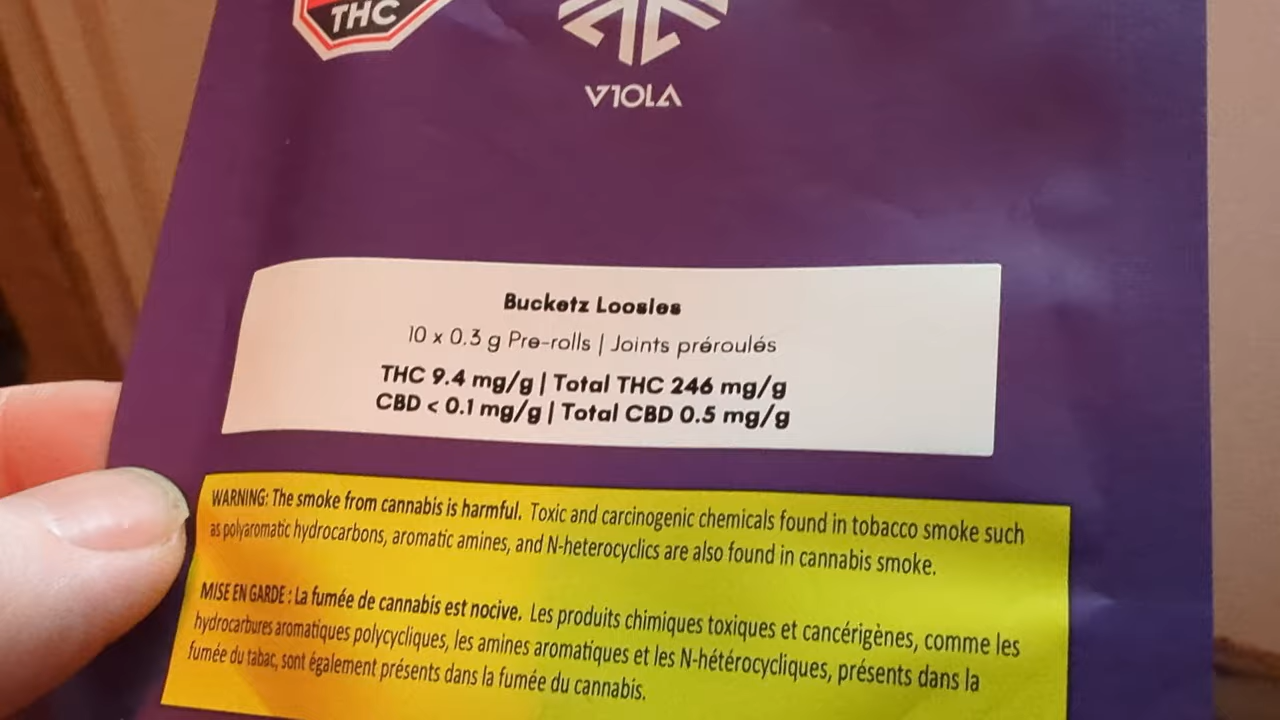 THC
VIOLA
Bucketz Loosies
10 x 0.3 g Pre-rolls | Joints préroulés
THC 9.4 mg/g | Total THC 246 mg/g
CBD < 0.1 mg/g | Total CBD 0.5 mg/g
WARNING: The smoke from cannabis is harmful. Toxic and carcinogenic chemicals found in tobacco smoke such
as polyaromatic hydrocarbons, aromatic amines, and N-heterocyclics are also found in cannabis smoke.
MISE EN GARDE : La fumée de cannabis est nocive. Les produits chimiques toxiques et cancérigènes, comme les
hydrocarbures aromatiques polycycliques, les amines aromatiques et les N-hétérocycliques, présents dans la
fumée du tabac, sont également présents dans la fumée du cannabis.